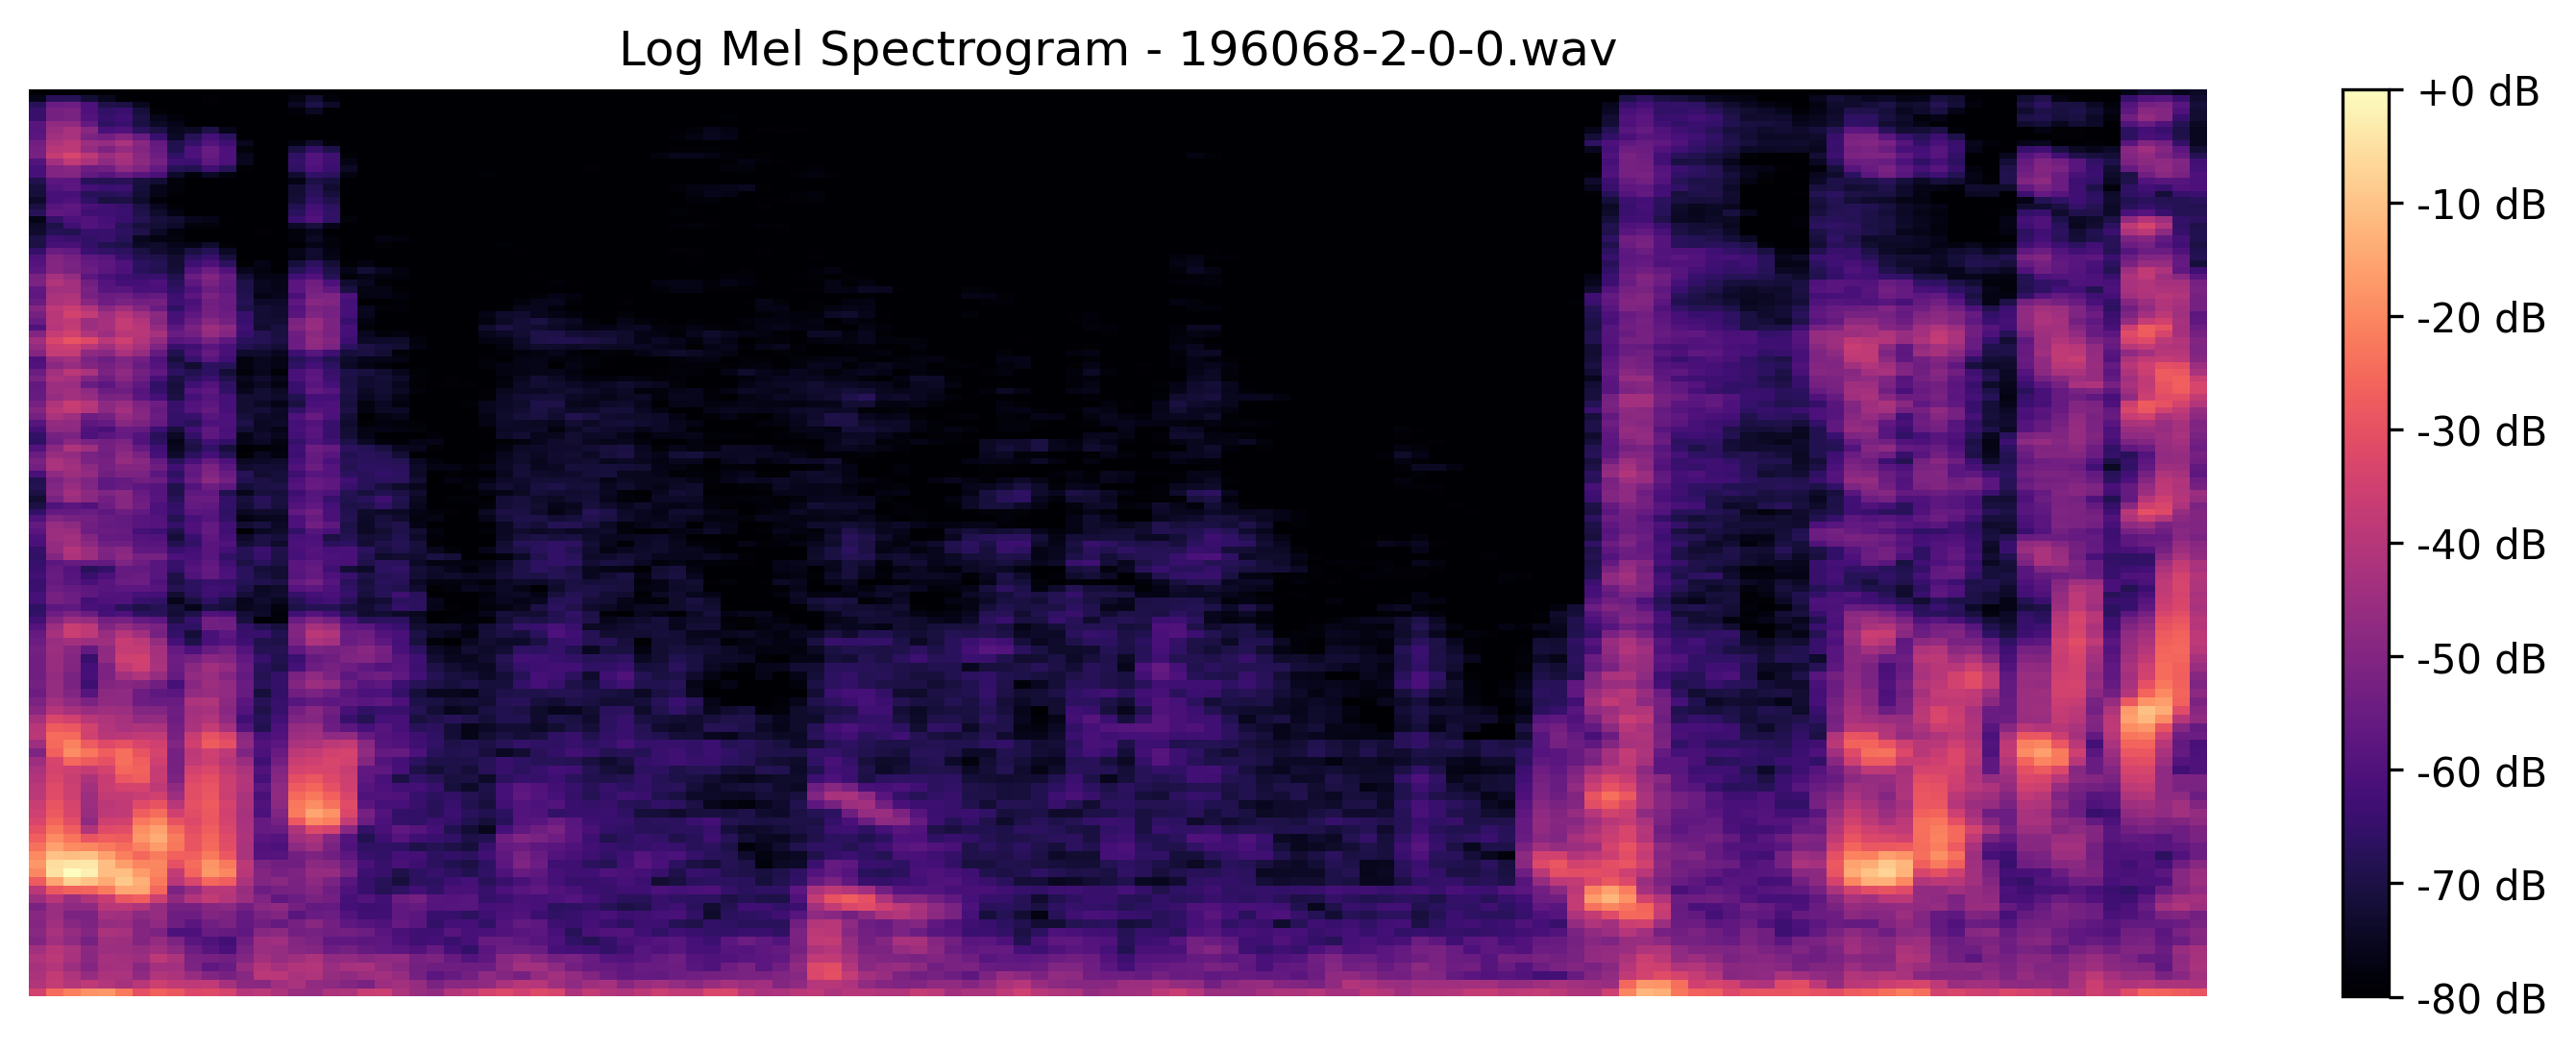 Log Mel Spectrogram - 196068-2-0-0.wav
+0 dB
-10 dB
-20 dB
-30 dB
-40 dB
-50 dB
-60 dB
-70 dB
-80 dB